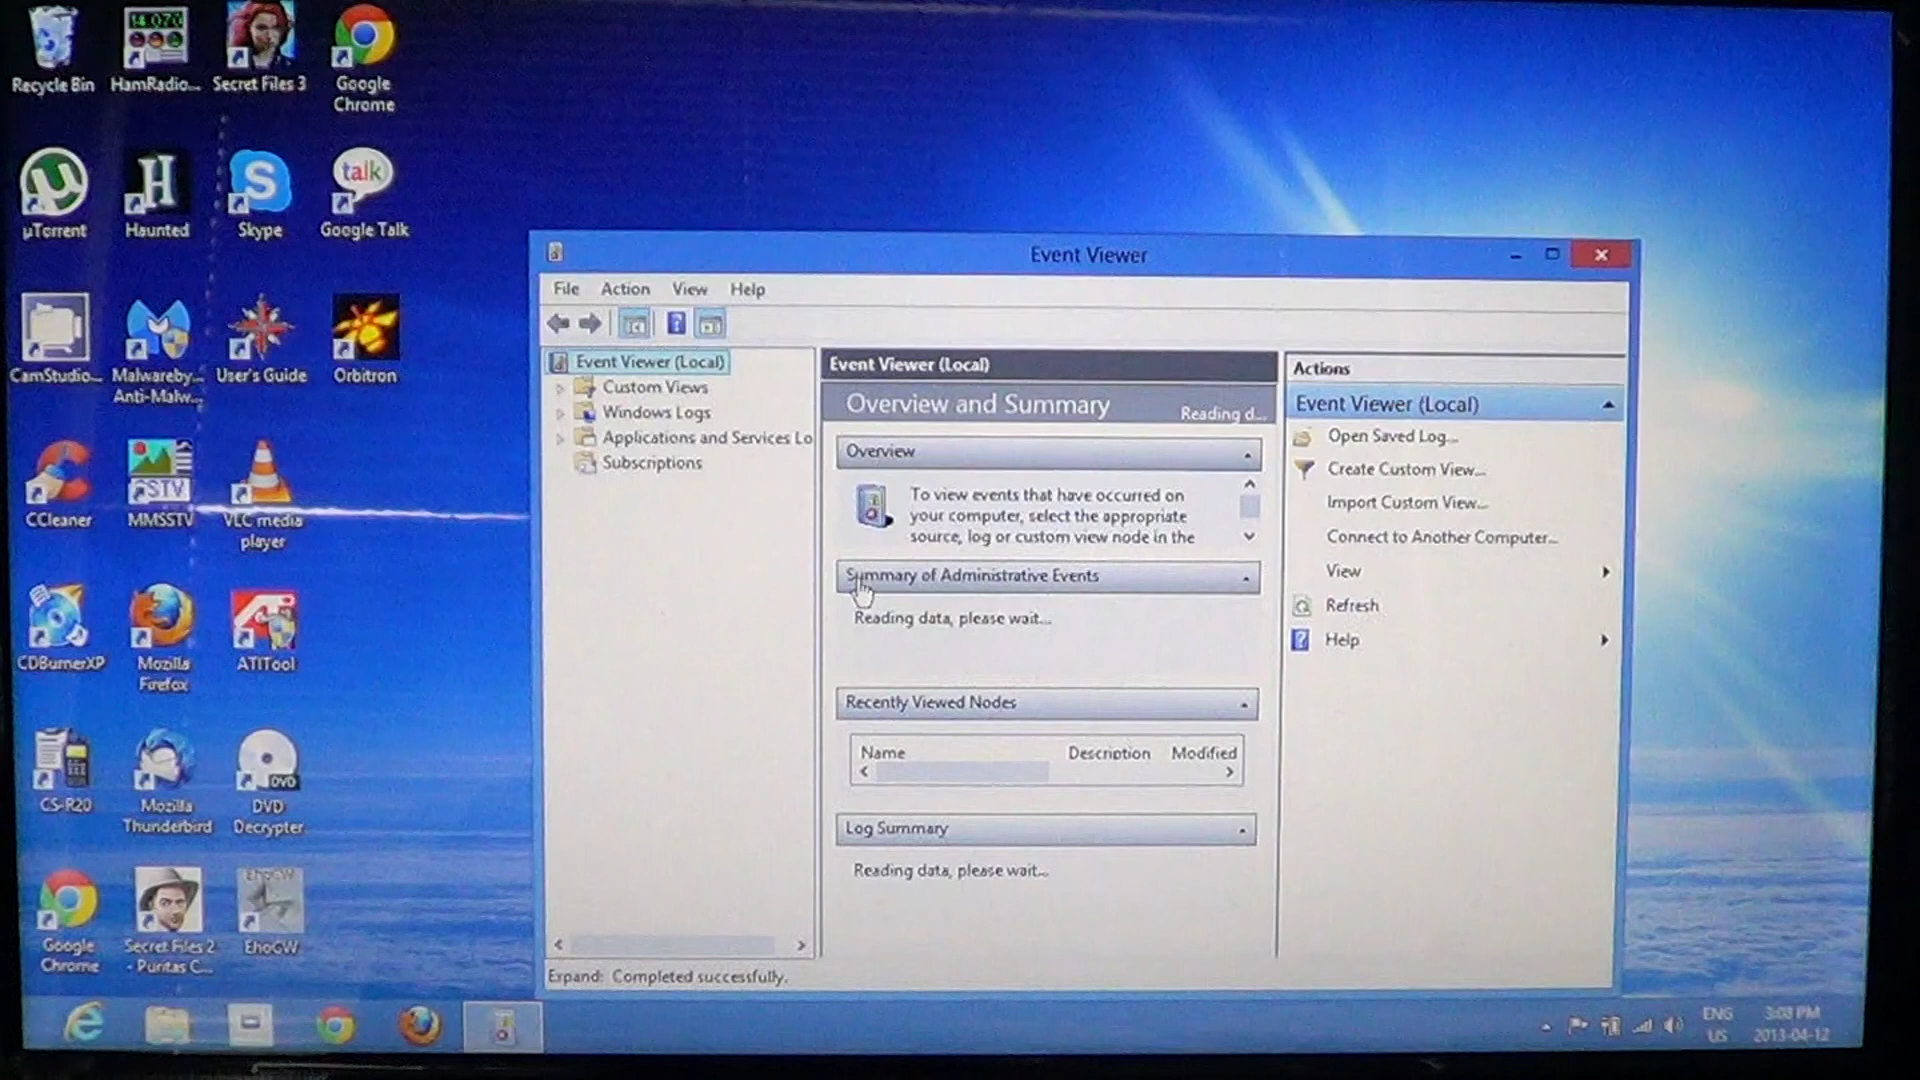 Recycle Bin
HamRadio...
Secret Files 3
Google
Chrome
talk
µTorrent
Haunted
Skype
Google Talk
CamStudio...
Malwareby...
Anti-Malw...
User's Guide
Orbitron
SSTV
CCleaner
MMSSTV
VLC media
player
CDBurnerXP
Mozilla
Firefox
ATITool
DVD
CS-R20
Mozilla
Thunderbird
DVD
Decrypter
EhoGW
Google
Chrome
Secret Files 2
- Puritas C...
EhoGW
Event Viewer
File Action View Help
Event Viewer (Local)
Custom Views
Windows Logs
Applications and Services Lo
Subscriptions
Expand: Completed successfully.
Event Viewer (Local)
Overview and Summary
Reading d...
Overview
To view events that have occurred on
your computer, select the appropriate
source, log or custom view node in the
Summary of Administrative Events
Reading data, please wait...
Recently Viewed Nodes
Name Description Modified
Log Summary
Reading data, please wait...
Actions
Event Viewer (Local)
Open Saved Log...
Create Custom View...
Import Custom View...
Connect to Another Computer...
View
Refresh
Help
ENG
US
3:08 PM
2013-04-12